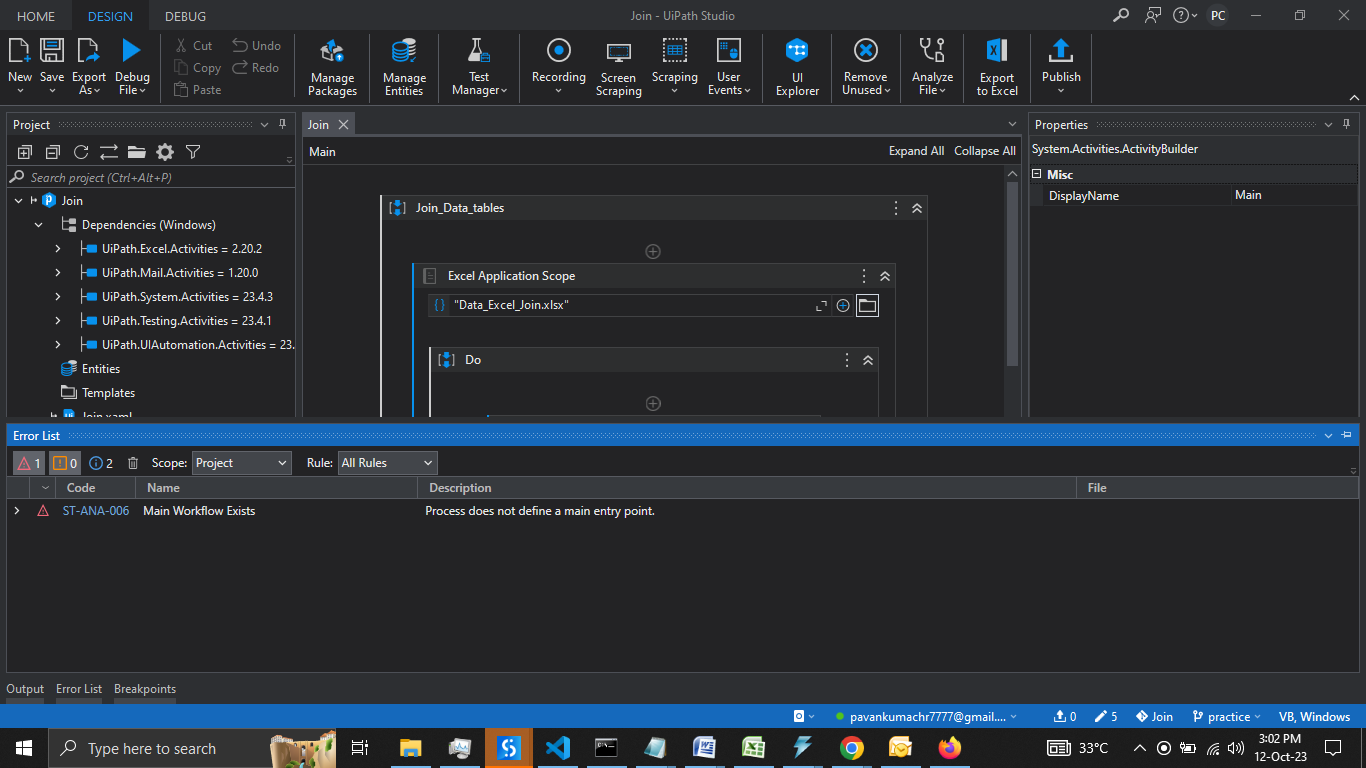 HOME DESIGN DEBUG Join - UiPath Studio PC
New Save Export As Debug File Cut Copy Paste Undo Redo Manage Packages Manage Entities Test Manager Recording Screen Scraping Scraping User Events UI Explorer Remove Unused Analyze File Export to Excel Publish
Project
Search project (Ctrl+Alt+P)
Join
Dependencies (Windows)
UiPath.Excel.Activities = 2.20.2
UiPath.Mail.Activities = 1.20.0
UiPath.System.Activities = 23.4.3
UiPath.Testing.Activities = 23.4.1
UiPath.UIAutomation.Activities = 23.
Entities
Templates
Join.xaml
Join
Main Expand All Collapse All
Join_Data_tables
Excel Application Scope
"Data_Excel_Join.xlsx"
Do
Properties
System.Activities.ActivityBuilder
Misc
DisplayName Main
Error List
1 0 2 Scope: Project Rule: All Rules
Code Name Description File
ST-ANA-006 Main Workflow Exists Process does not define a main entry point.
Output Error List Breakpoints
pavankumachr7777@gmail.... 0 5 Join practice VB, Windows
Type here to search 33°C 3:02 PM
12-Oct-23